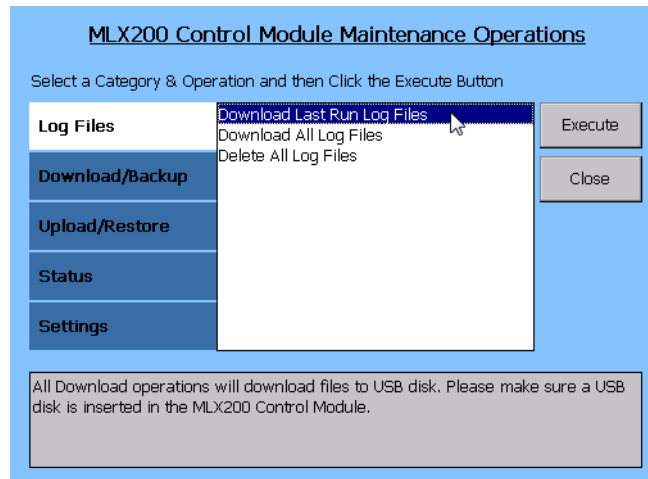 MLX200 Control Module Maintenance Operations
Select a Category & Operation and then Click the Execute Button
Log Files
Download/Backup
Upload/Restore
Status
Settings
Download Last Run Log Files
Download All Log Files
Delete All Log Files
Execute
Close
All Download operations will download files to USB disk. Please make sure a USB
disk is inserted in the MLX200 Control Module.